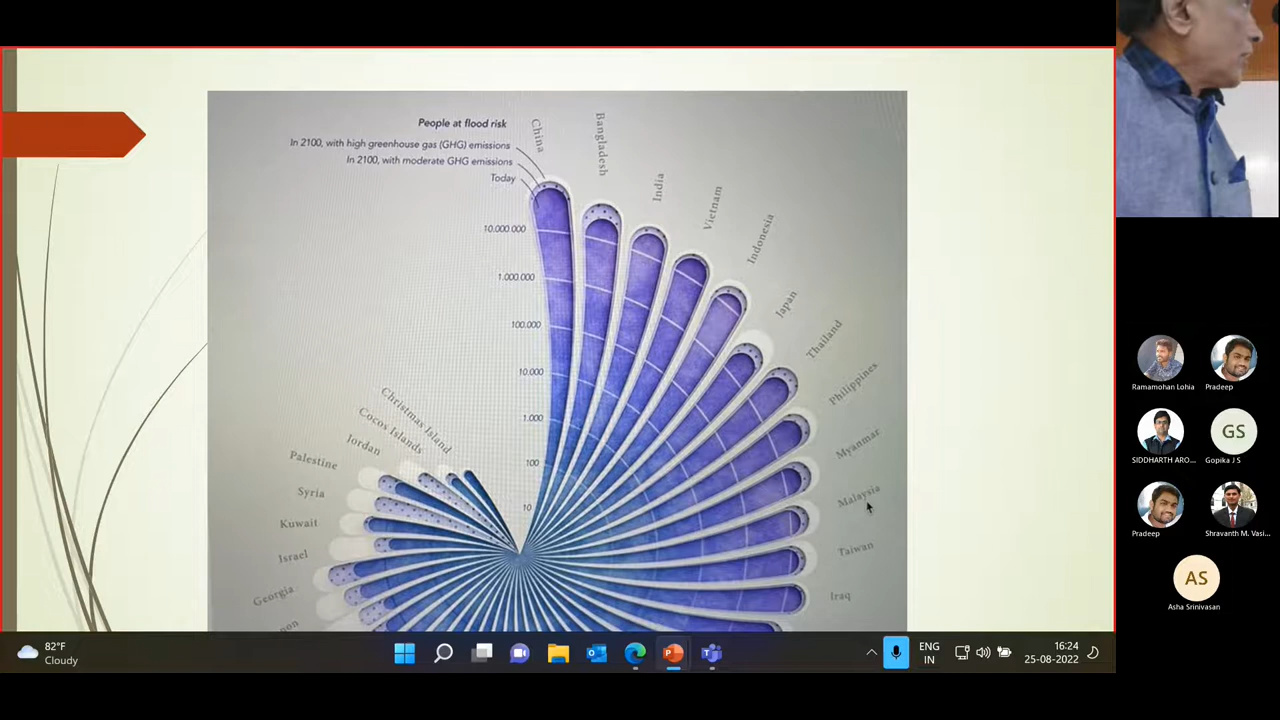 People at flood risk
In 2100, with high greenhouse gas (GHG) emissions
In 2100, with moderate GHG emissions
Today
China
Bangladesh
India
Vietnam
Indonesia
Japan
Thailand
Philippines
Myanmar
Malaysia
Taiwan
Iraq
10.000.000
1.000.000
100.000
10.000
1.000
100
10
Christmas Island
Cocos Islands
Jordan
Palestine
Syria
Kuwait
Israel
Georgia
Ramamohan Lohia
Pradeep
SIDDHARTH ARO...
GS
Gopika J S
Pradeep
Shravanth M. Vasi...
AS
Asha Srinivasan
82°F
Cloudy
ENG
IN
16:24
25-08-2022